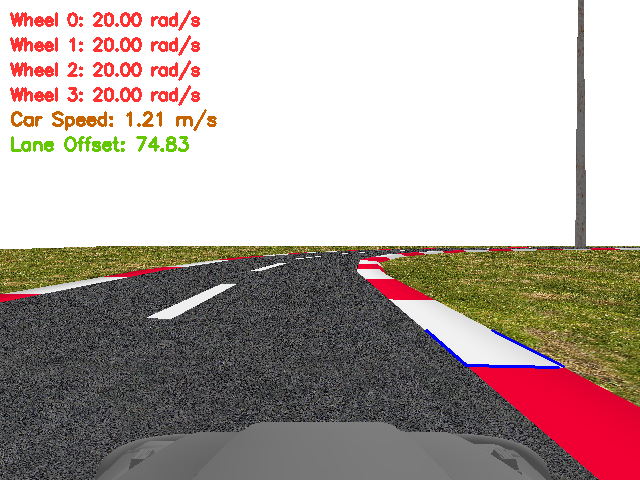 Wheel 0: 20.00 rad/s
Wheel 1: 20.00 rad/s
Wheel 2: 20.00 rad/s
Wheel 3: 20.00 rad/s
Car Speed: 1.21 m/s
Lane Offset: 74.83